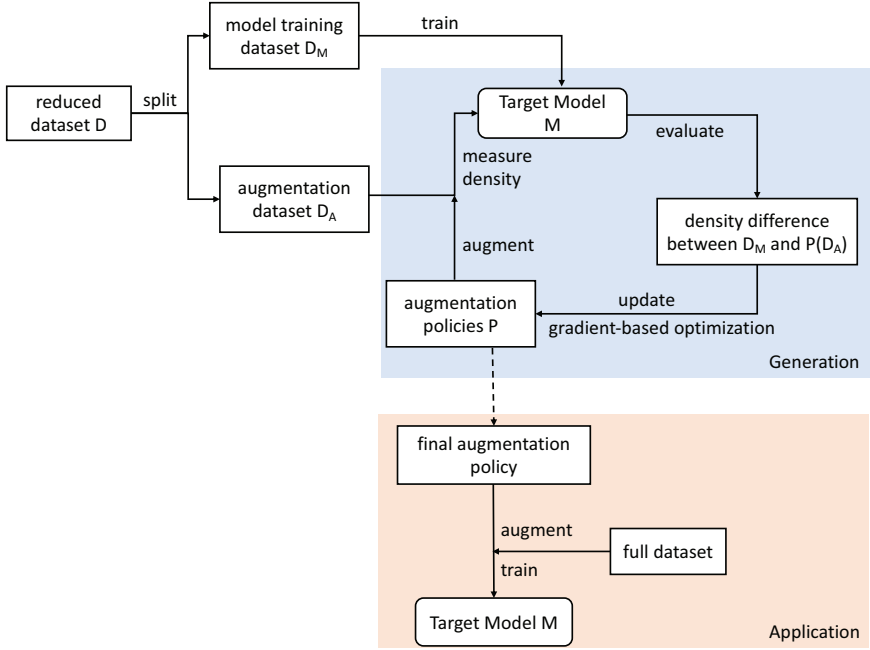 model training
dataset D_M
train
reduced
dataset D
split
Target Model
M
evaluate
measure
density
augmentation
dataset D_A
density difference
between D_M and P(D_A)
augment
augmentation
policies P
update
gradient-based optimization
Generation
final augmentation
policy
augment
full dataset
train
Target Model M
Application